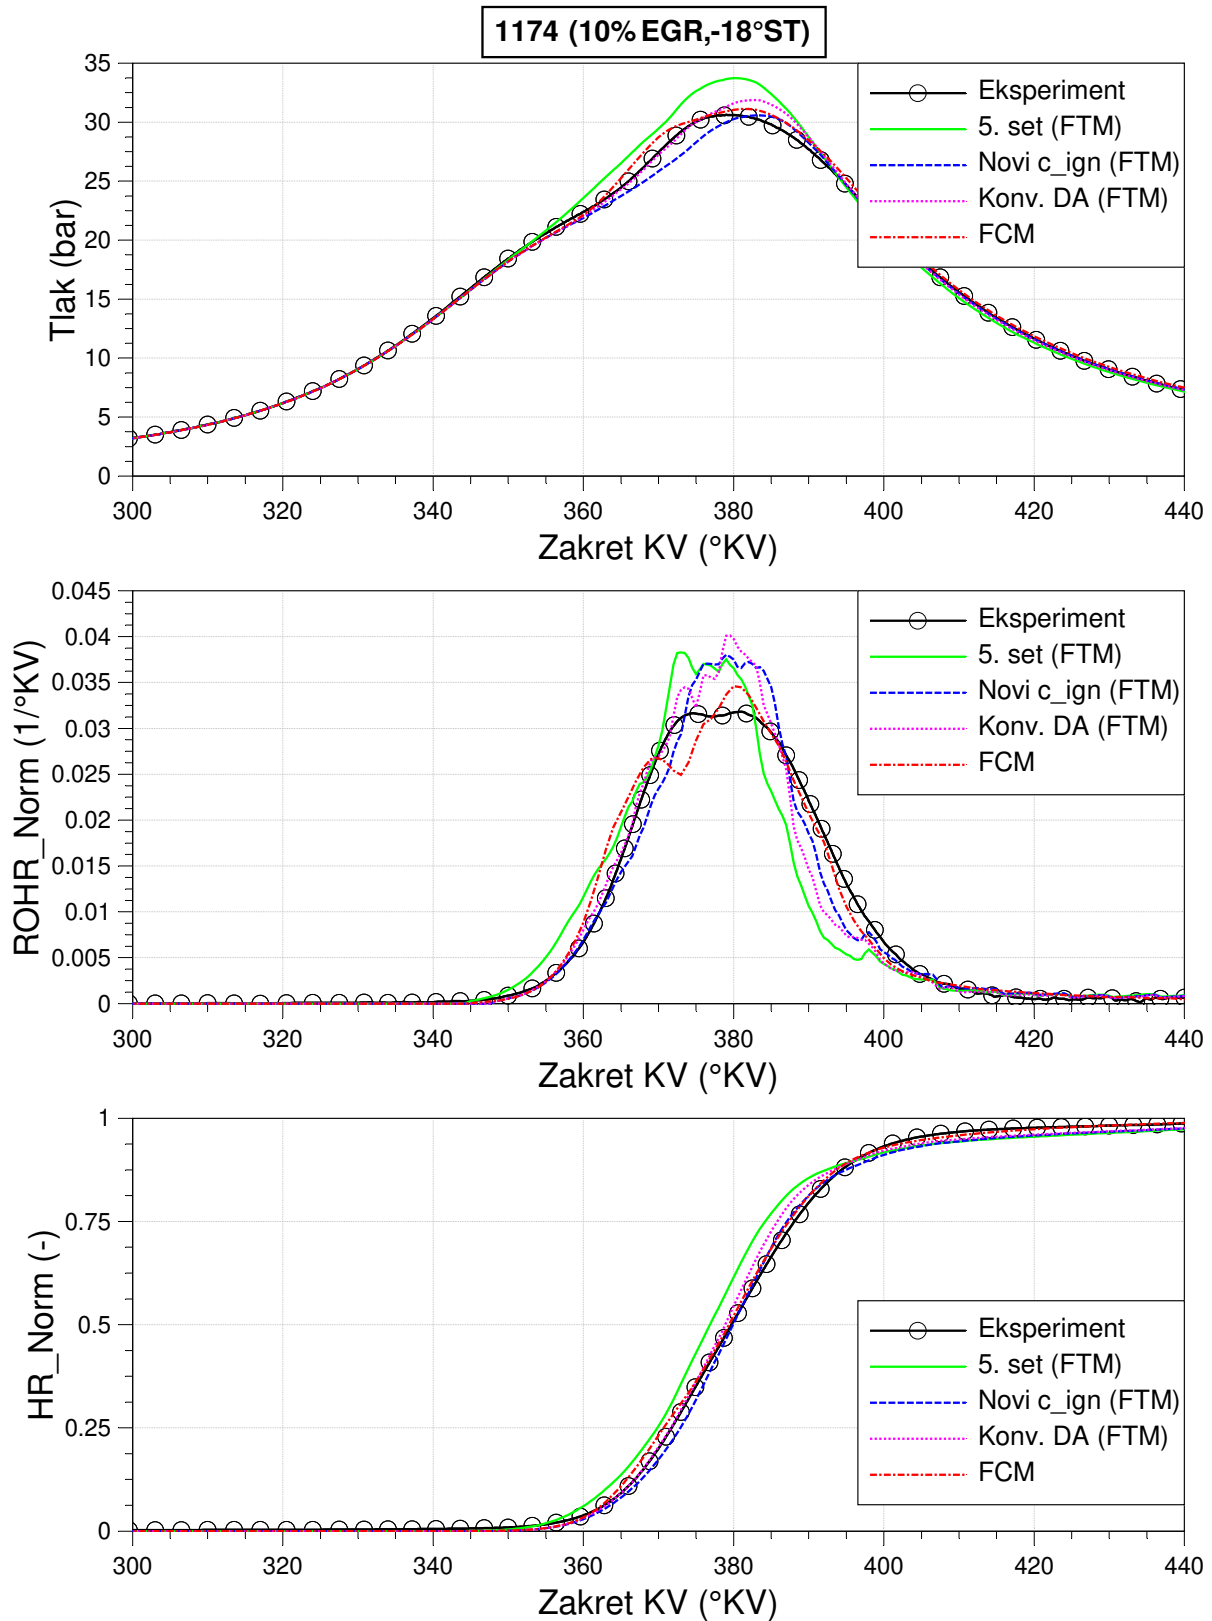 1174 (10% EGR,-18°ST)
35
30
25
20
15
10
5
0
Tlak (bar)
Eksperiment
5. set (FTM)
Novi c_ign (FTM)
Konv. DA (FTM)
FCM
300 320 340 360 380 400 420 440
Zakret KV (°KV)
0.045
0.04
0.035
0.03
0.025
0.02
0.015
0.01
0.005
0
ROHR_Norm (1/°KV)
Eksperiment
5. set (FTM)
Novi c_ign (FTM)
Konv. DA (FTM)
FCM
300 320 340 360 380 400 420 440
Zakret KV (°KV)
1
0.75
0.5
0.25
0
HR_Norm (-)
Eksperiment
5. set (FTM)
Novi c_ign (FTM)
Konv. DA (FTM)
FCM
300 320 340 360 380 400 420 440
Zakret KV (°KV)